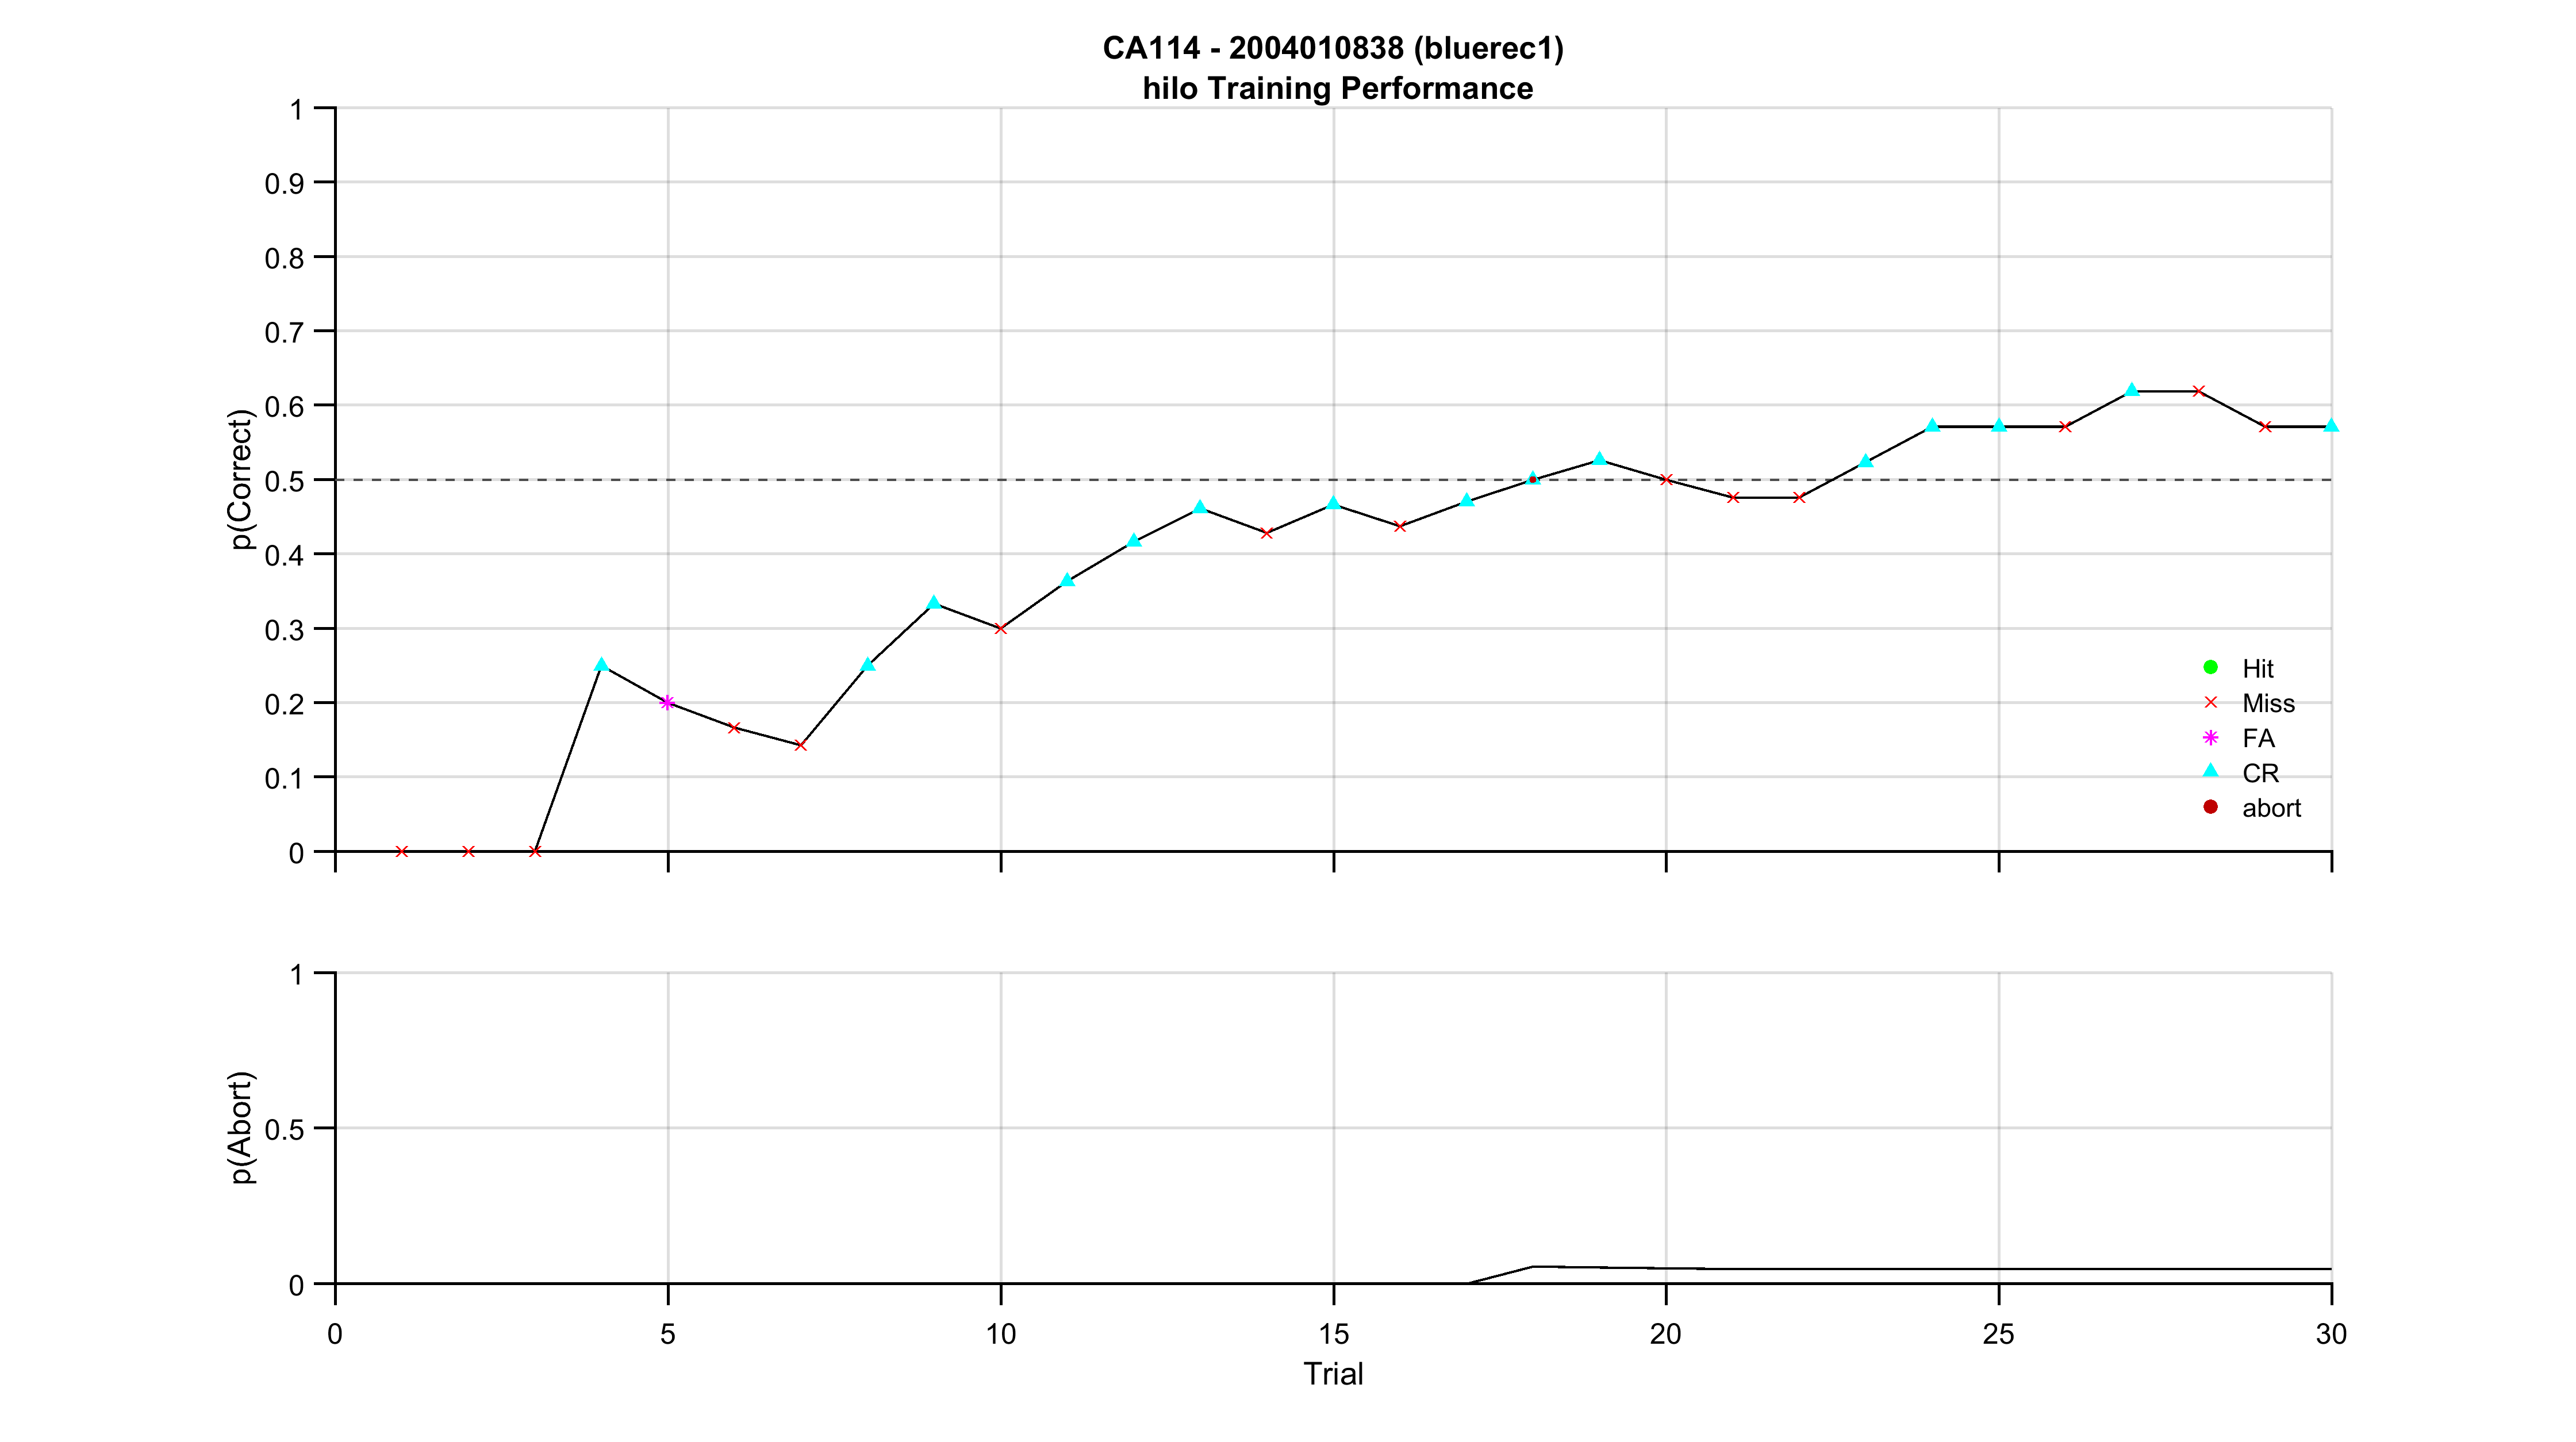 CA114 - 2004010838 (bluerec1)
hilo Training Performance
1
0.9
0.8
0.7
0.6
0.5
0.4
0.3
0.2
0.1
0
p(Correct)
Hit
Miss
FA
CR
abort
1
0.5
0
p(Abort)
0 5 10 15 20 25 30
Trial